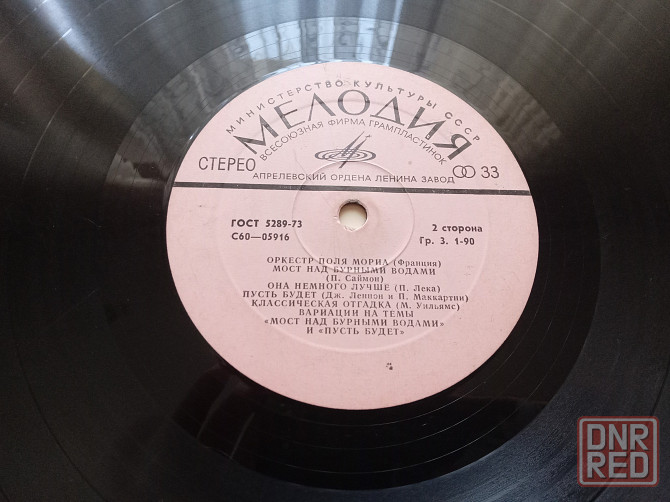 МИНИСТЕРСТВО КУЛЬТУРЫ СССР
МЕЛОДИЯ
ВСЕСОЮЗНАЯ ФИРМА ГРАМПЛАСТИНОК
СТЕРЕО
33
АПРЕЛЕВСКИЙ ОРДЕНА ЛЕНИНА ЗАВОД
ГОСТ 5289-73
2 сторона
С60—05916
Гр. 3. 1-90
ОРКЕСТР ПОЛЯ МОРИА (Франция)
МОСТ НАД БУРНЫМИ ВОДАМИ
(П. Саймон)
ОНА НЕМНОГО ЛУЧШЕ (П. Лека)
ПУСТЬ БУДЕТ (Дж. Леннон и П. Маккартни)
КЛАССИЧЕСКАЯ ОТГАДКА (М. Уильямс)
ВАРИАЦИИ НА ТЕМЫ
«МОСТ НАД БУРНЫМИ ВОДАМИ»
И «ПУСТЬ БУДЕТ»
DNR
RED